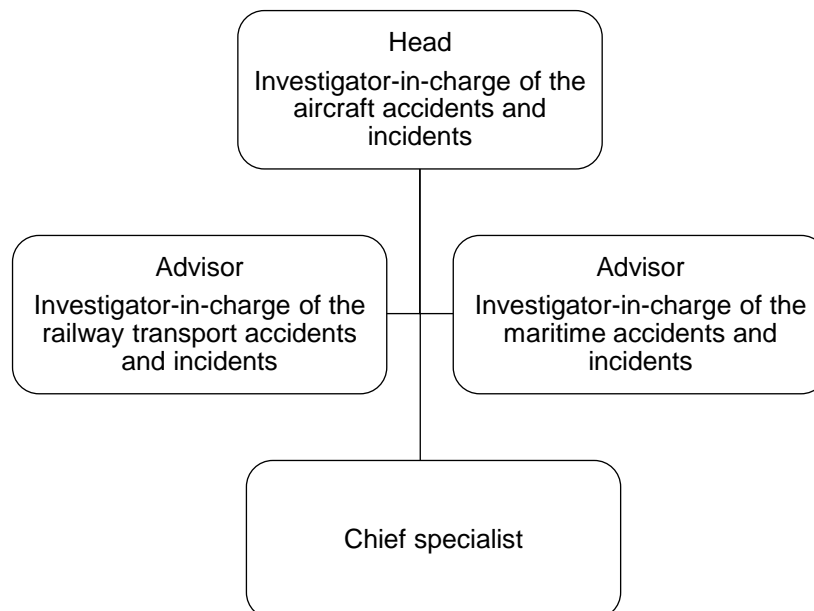 Head
Investigator-in-charge of the
aircraft accidents and
incidents
Advisor
Investigator-in-charge of the
railway transport accidents
and incidents
Advisor
Investigator-in-charge of the
maritime accidents and
incidents
Chief specialist